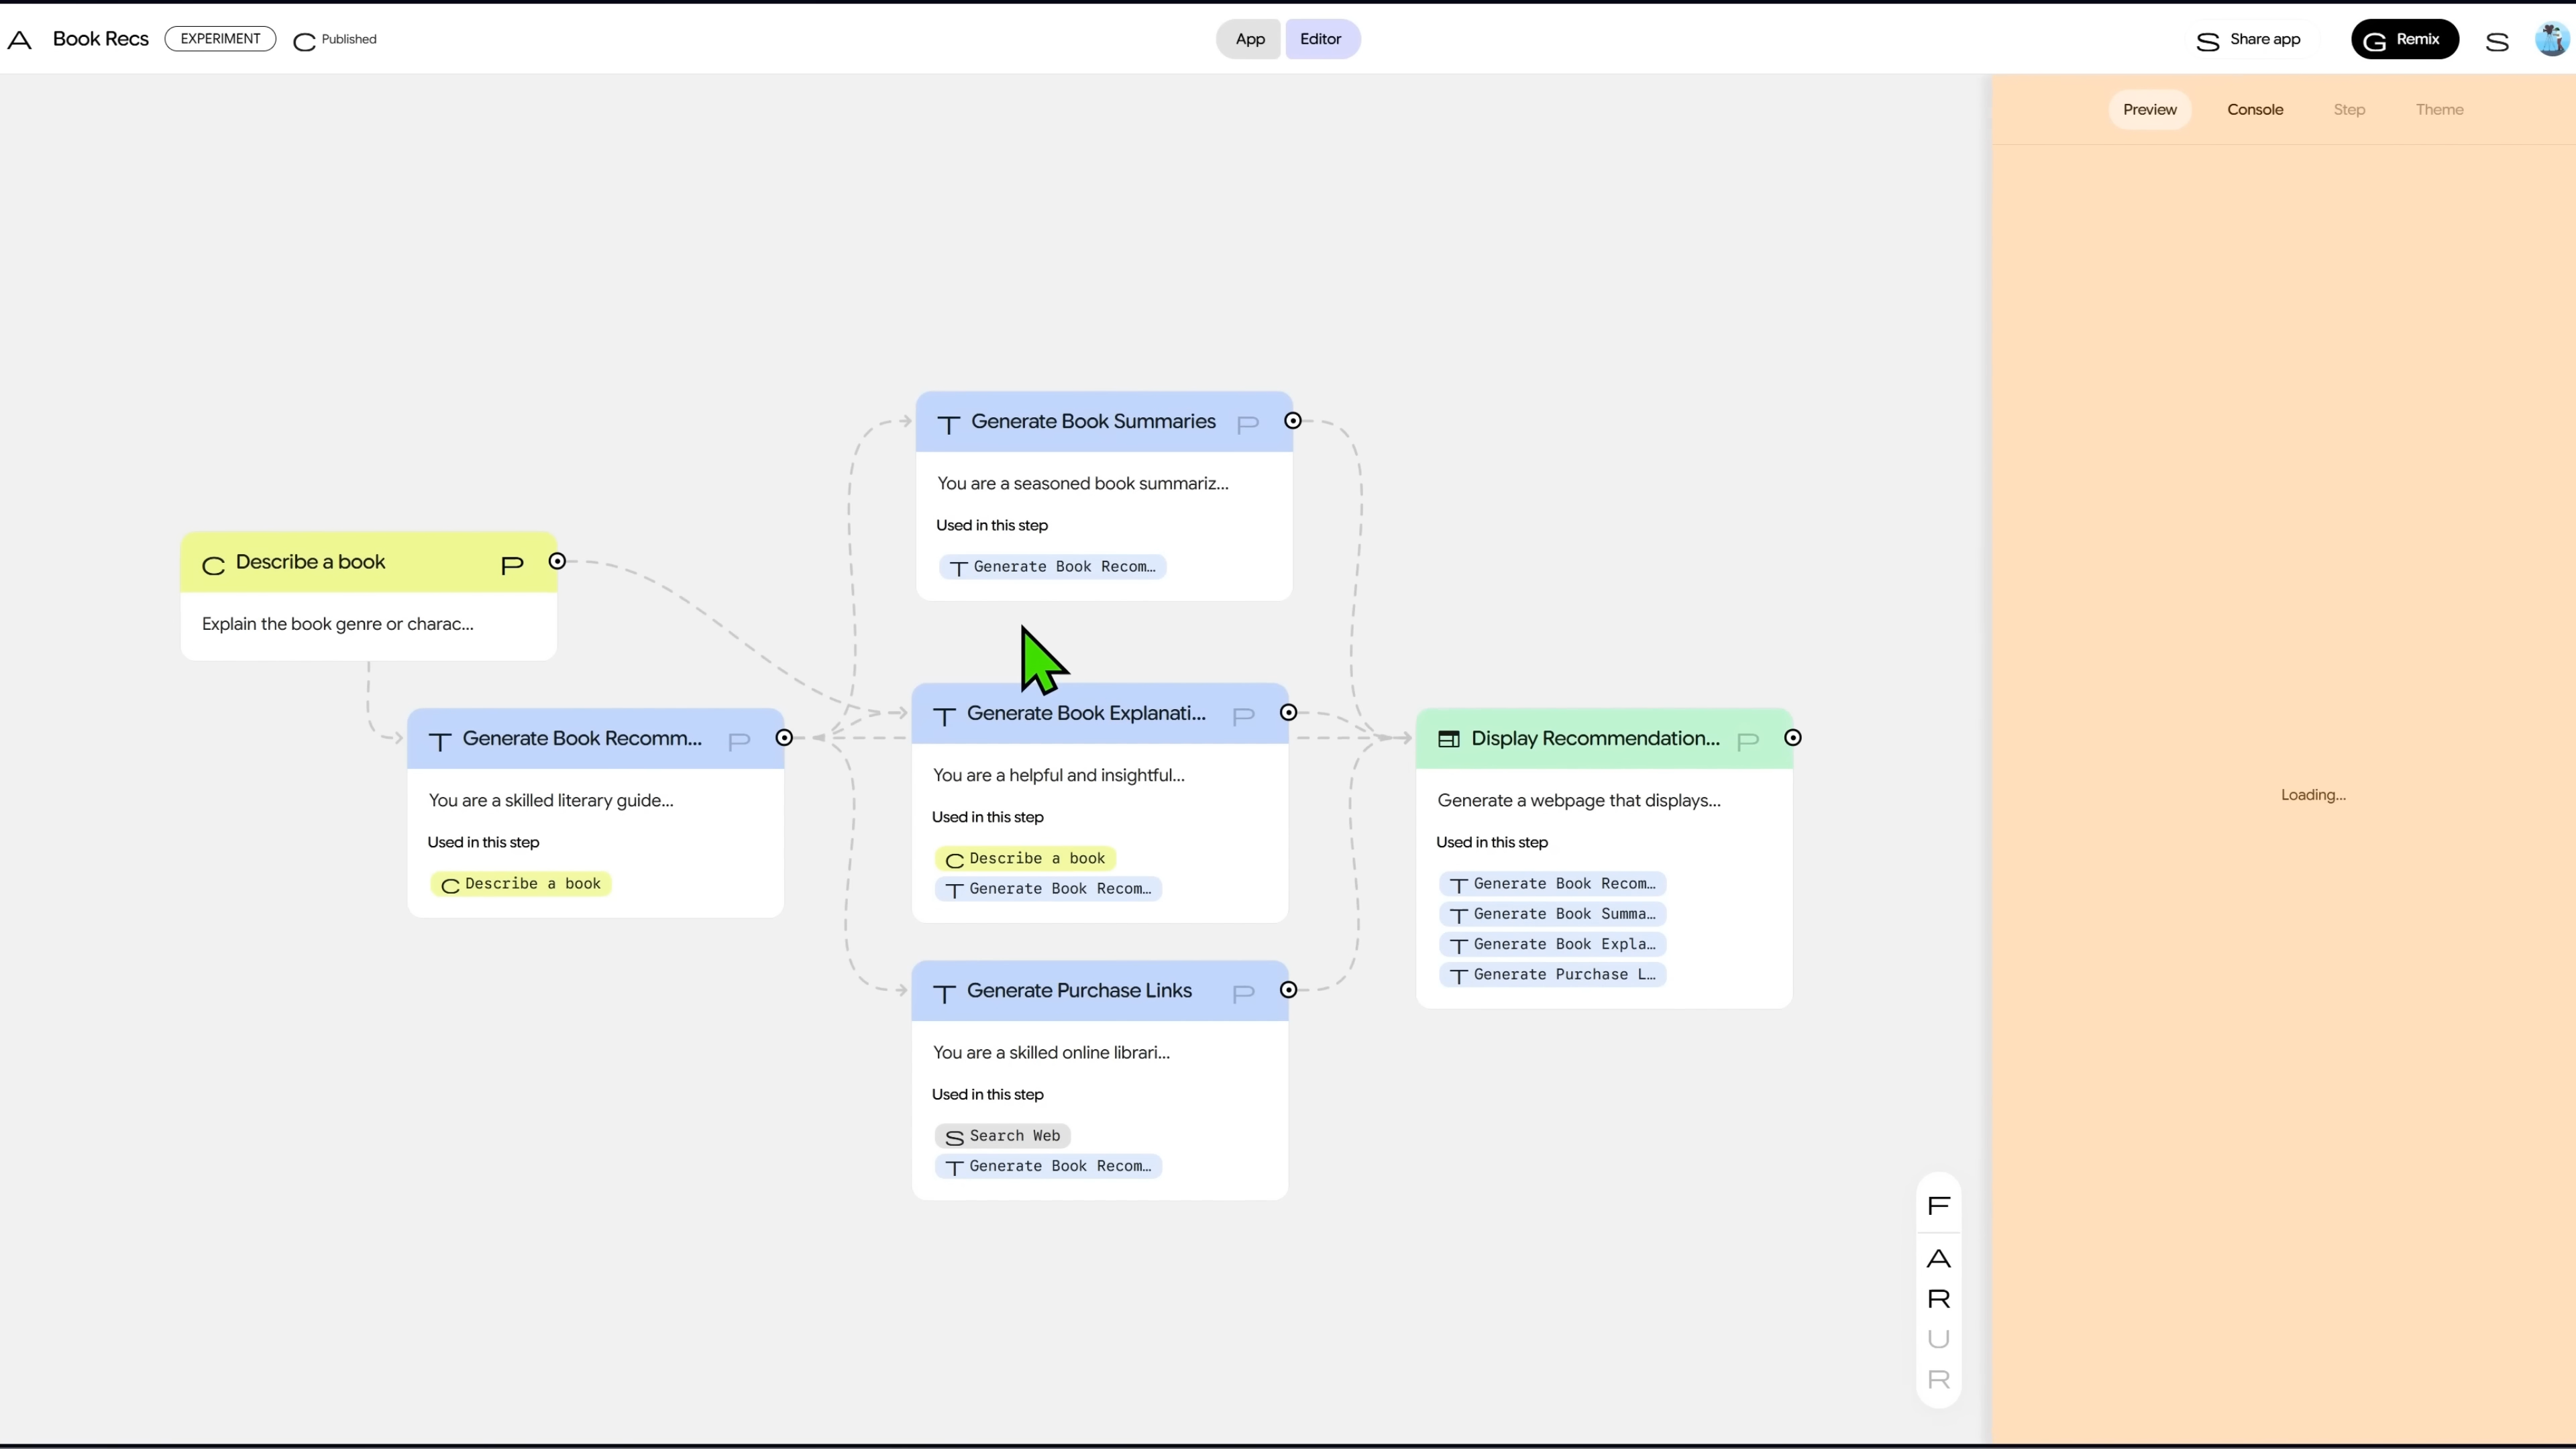 A Book Recs EXPERIMENT C Published App Editor S Share app G Remix S
Preview Console Step Theme
T Generate Book Summaries P
You are a seasoned book summariz...
Used in this step
T Generate Book Recom…
C Describe a book P
Explain the book genre or charac...
T Generate Book Recomm... P
You are a skilled literary guide...
Used in this step
C Describe a book
T Generate Book Explanati... P
You are a helpful and insightful...
Used in this step
C Describe a book
T Generate Book Recom…
T Generate Purchase Links P
You are a skilled online librari...
Used in this step
S Search Web
T Generate Book Recom…
Display Recommendation... P
Generate a webpage that displays...
Used in this step
T Generate Book Recom…
T Generate Book Summa…
T Generate Book Expla…
T Generate Purchase L…
Loading...
F
A
R
U
R